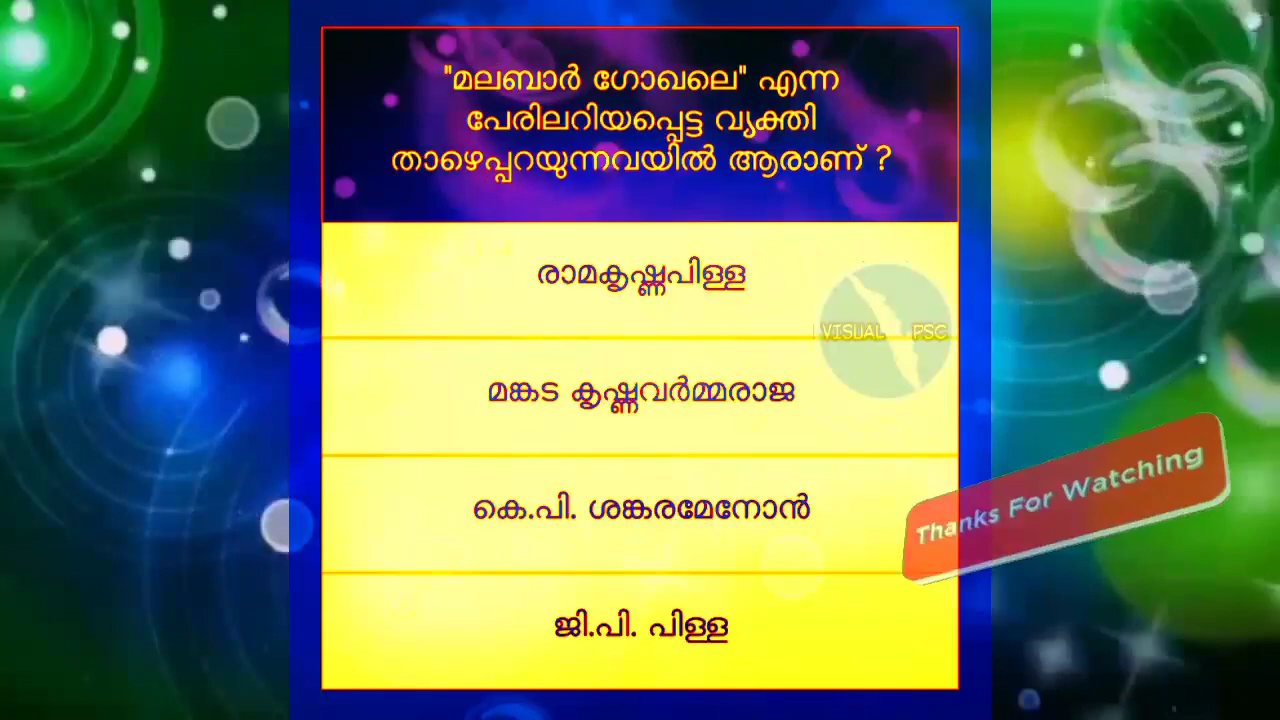 "മലബാർ ഗോഖലെ" എന്ന
പേരിലറിയപ്പെട്ട വ്യക്തി
താഴെപ്പറയുന്നവയിൽ ആരാണ് ?
രാമകൃഷ്ണപിള്ള
VISUAL PSC
മങ്കട കൃഷ്ണവർമ്മരാജ
കെ.പി. ശങ്കരമേനോൻ
Thanks For Watching
ജി.പി. പിള്ള